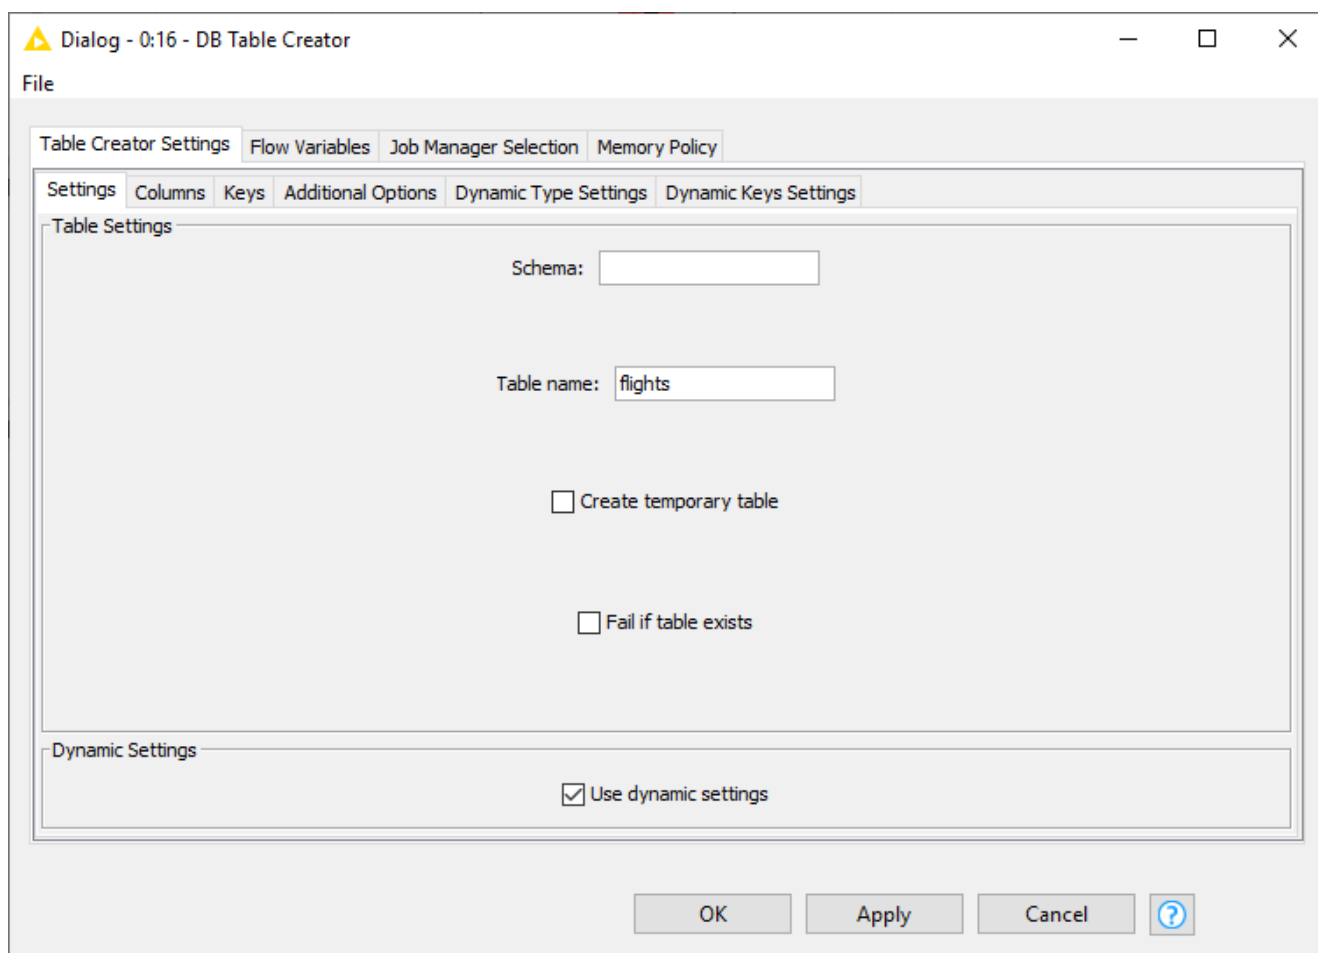 Dialog - 0:16 - DB Table Creator
File
Table Creator Settings Flow Variables Job Manager Selection Memory Policy
Settings Columns Keys Additional Options Dynamic Type Settings Dynamic Keys Settings
Table Settings
Schema:
Table name: flights
Create temporary table
Fail if table exists
Dynamic Settings
Use dynamic settings
OK Apply Cancel ?